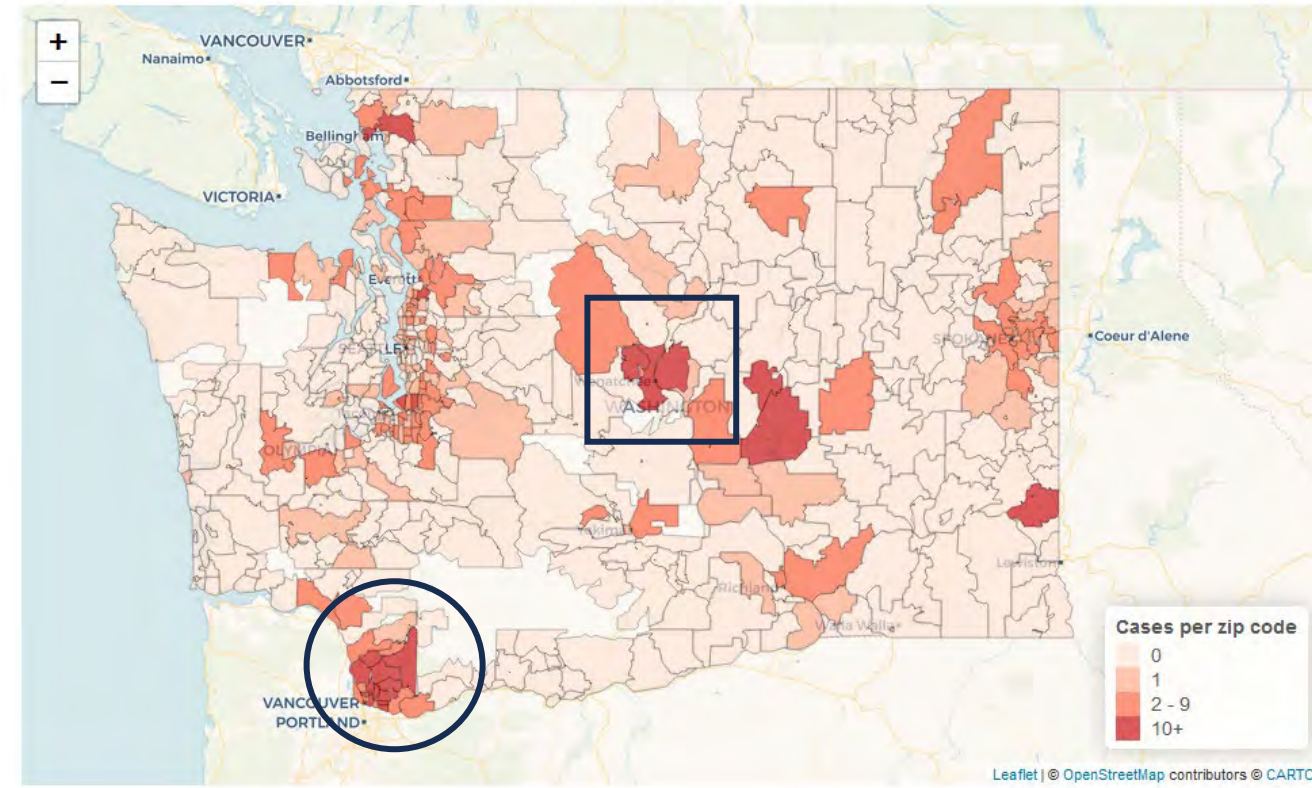 +
−
VANCOUVER
Nanaimo
Abbotsford
Bellingham
VICTORIA
Everett
SEATTLE
SPOKANE
Coeur d'Alene
Wenatchee
WASHINGTON
OLYMPIA
Yakima
Lewiston
Richland
Walla Walla
VANCOUVER
PORTLAND
Cases per zip code
0
1
2 - 9
10+
Leaflet | © OpenStreetMap contributors © CARTO